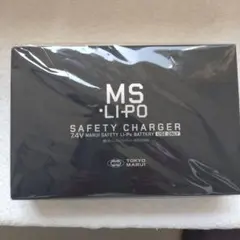 MS
·LI-PO
SAFETY CHARGER
7.4V MARUI SAFETY Li-Po BATTERY USE ONLY
TOKYO
MARUI